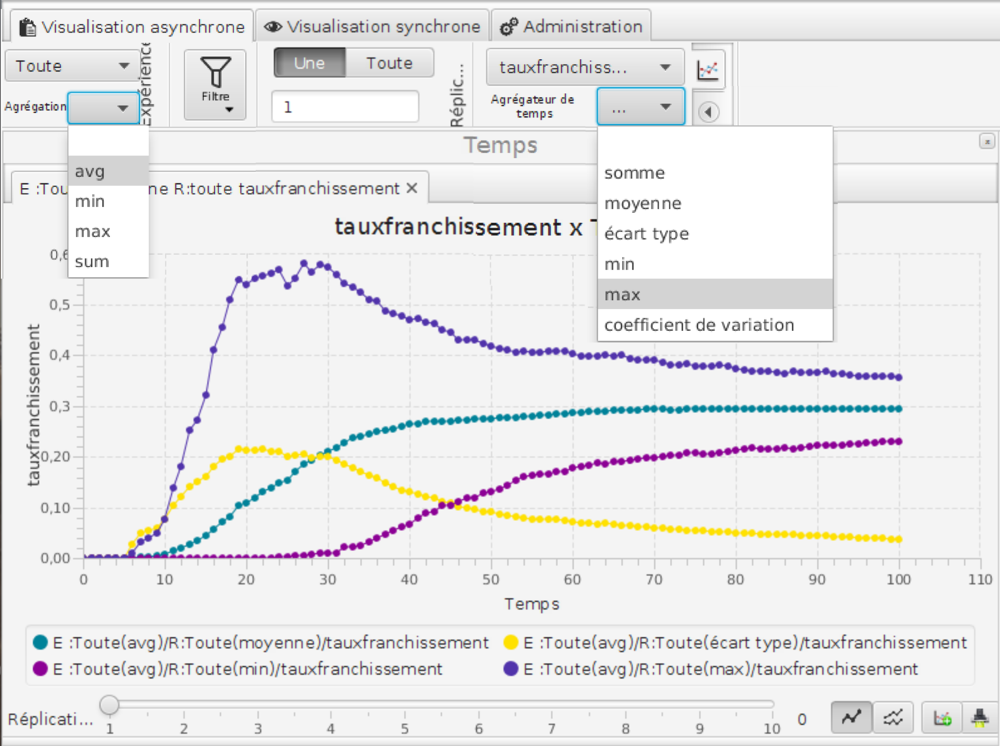 Visualisation asynchrone
Visualisation synchrone
Administration
Toute
Expérience
Agrégation
Filtre
Une
Toute
1
Réplic...
tauxfranchiss...
Agrégateur de
temps
...
avg
min
max
sum
somme
moyenne
écart type
min
max
coefficient de variation
Temps
E :Tou
ne R:toute tauxfranchissement
tauxfranchissement x
tauxfranchissement
0,6
0,5
0,4
0,3
0,20
0,10
0,00
0 10 20 30 40 50 60 70 80 90 100 110
Temps
E :Toute(avg)/R:Toute(moyenne)/tauxfranchissement
E :Toute(avg)/R:Toute(écart type)/tauxfranchissement
E :Toute(avg)/R:Toute(min)/tauxfranchissement
E :Toute(avg)/R:Toute(max)/tauxfranchissement
Réplicati...
1 2 3 4 5 6 7 8 9 10
0